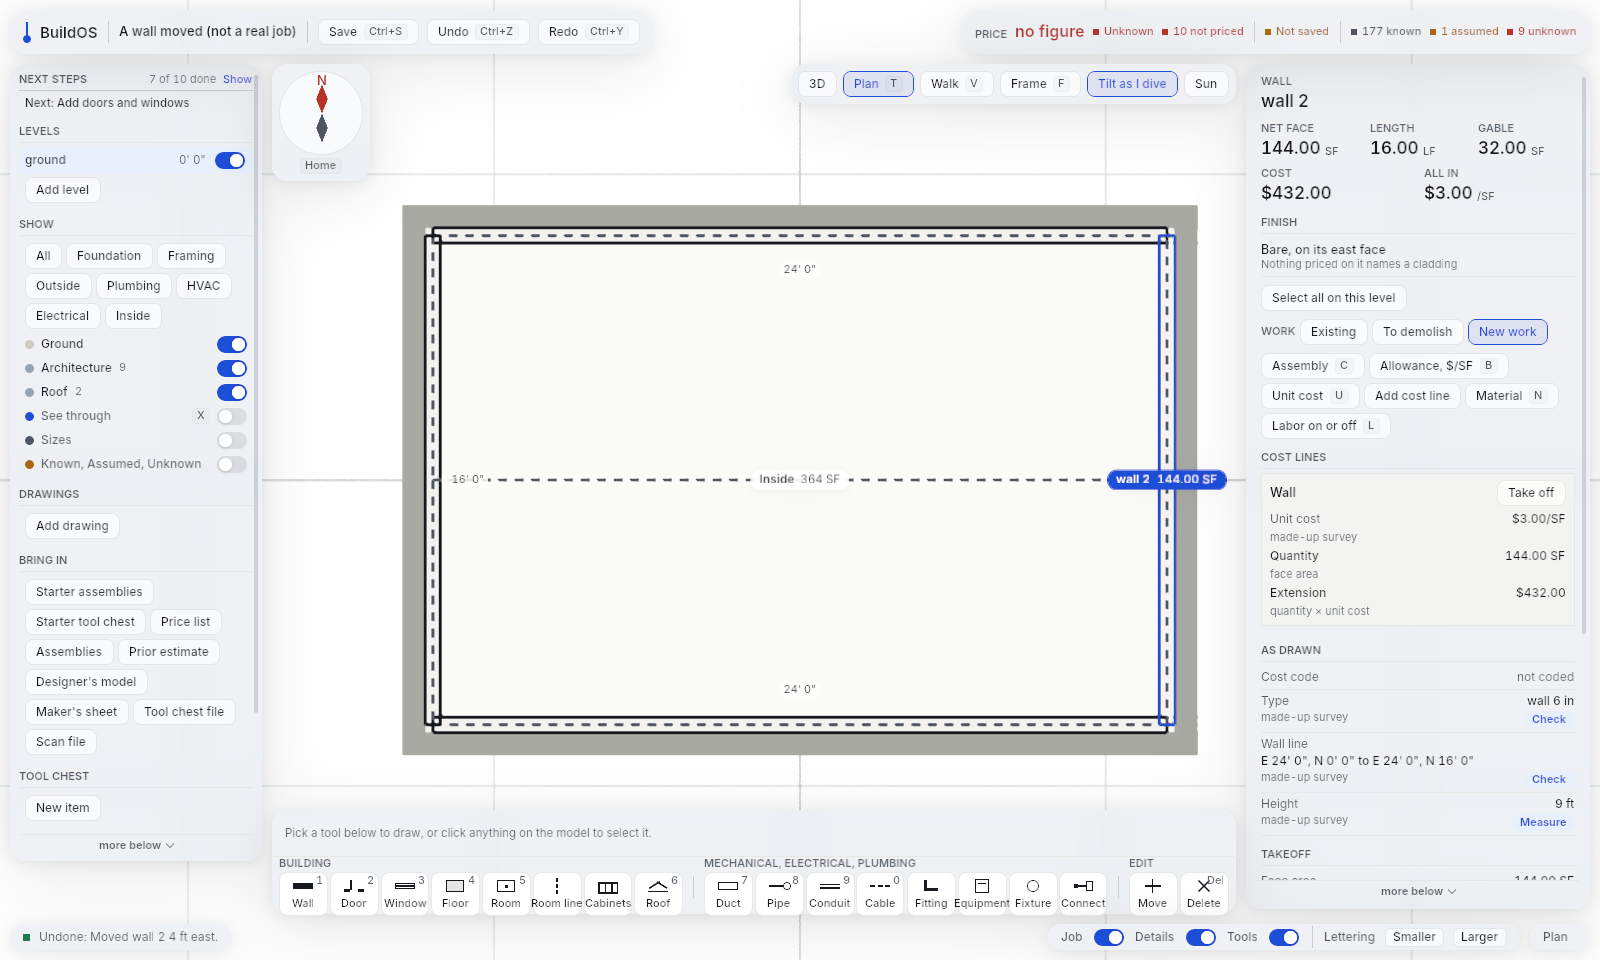 BuildOS
A wall moved (not a real job)
Save Ctrl+S
Undo Ctrl+Z
Redo Ctrl+Y
PRICE no figure
Unknown
10 not priced
Not saved
177 known
1 assumed
9 unknown
NEXT STEPS 7 of 10 done Show
Next: Add doors and windows
LEVELS
ground 0' 0"
Add level
SHOW
All Foundation Framing
Outside Plumbing HVAC
Electrical Inside
Ground
Architecture 9
Roof 2
See through X
Sizes
Known, Assumed, Unknown
DRAWINGS
Add drawing
BRING IN
Starter assemblies
Starter tool chest Price list
Assemblies Prior estimate
Designer's model
Maker's sheet Tool chest file
Scan file
TOOL CHEST
New item
more below
N
Home
3D Plan T Walk V Frame F Tilt as I dive Sun
24' 0"
16' 0"
Inside 364 SF
wall 2 144.00 SF
24' 0"
Pick a tool below to draw, or click anything on the model to select it.
BUILDING
Wall 1
Door 2
Window 3
Floor 4
Room 5
Room line
Cabinets
Roof 6
MECHANICAL, ELECTRICAL, PLUMBING
Duct 7
Pipe 8
Conduit 9
Cable 0
Fitting
Equipment
Fixture
Connect
EDIT
Move
Delete Del
WALL
wall 2
NET FACE LENGTH GABLE
144.00 SF 16.00 LF 32.00 SF
COST ALL IN
$432.00 $3.00 /SF
FINISH
Bare, on its east face
Nothing priced on it names a cladding
Select all on this level
WORK Existing To demolish New work
Assembly C Allowance, $/SF B
Unit cost U Add cost line Material N
Labor on or off L
COST LINES
Wall Take off
Unit cost $3.00/SF
made-up survey
Quantity 144.00 SF
face area
Extension $432.00
quantity × unit cost
AS DRAWN
Cost code not coded
Type wall 6 in
made-up survey Check
Wall line
E 24' 0", N 0' 0" to E 24' 0", N 16' 0"
made-up survey Check
Height 9 ft
made-up survey Measure
TAKEOFF
Face area 144.00 SF
more below
Undone: Moved wall 2 4 ft east.
Job Details Tools Lettering Smaller Larger Plan